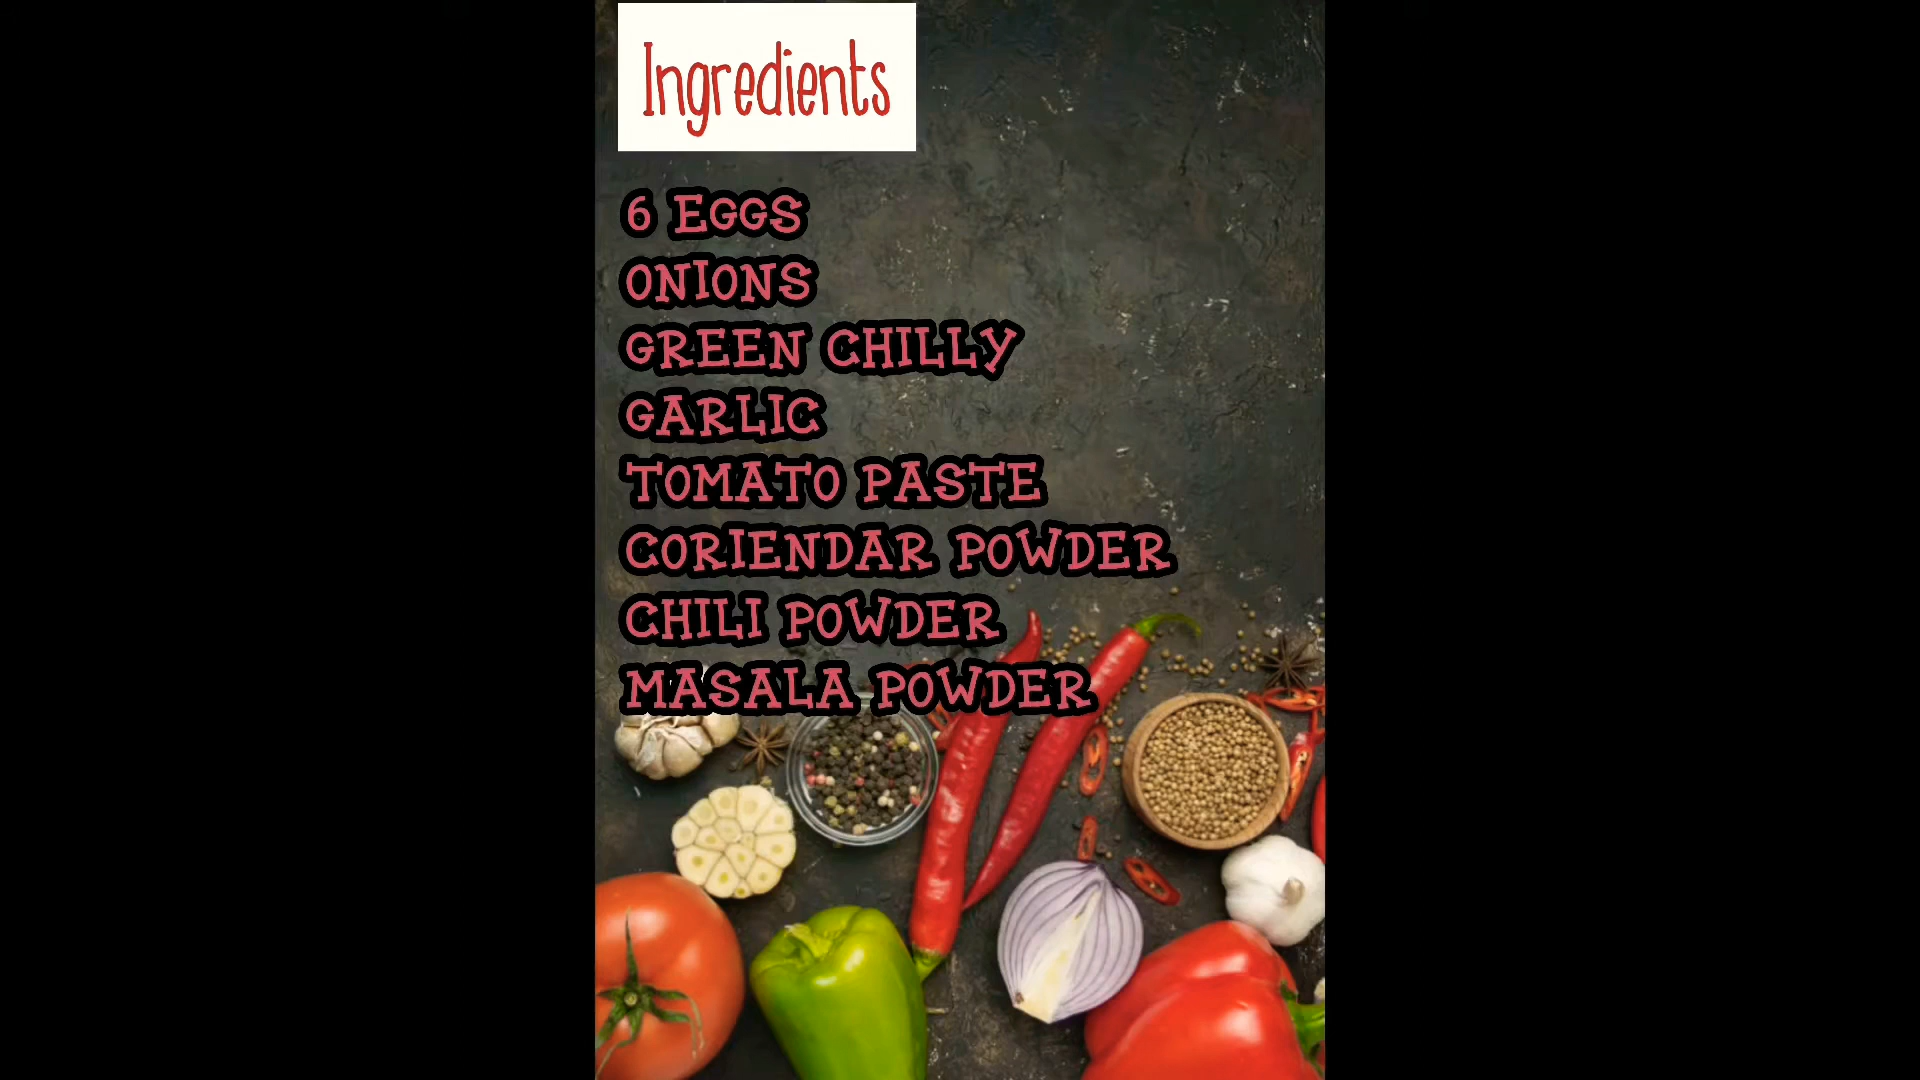 Ingredients
6 EGGS
ONIONS
GREEN CHILLY
GARLIC
TOMATO PASTE
CORIENDAR POWDER
CHILI POWDER
MASALA POWDER